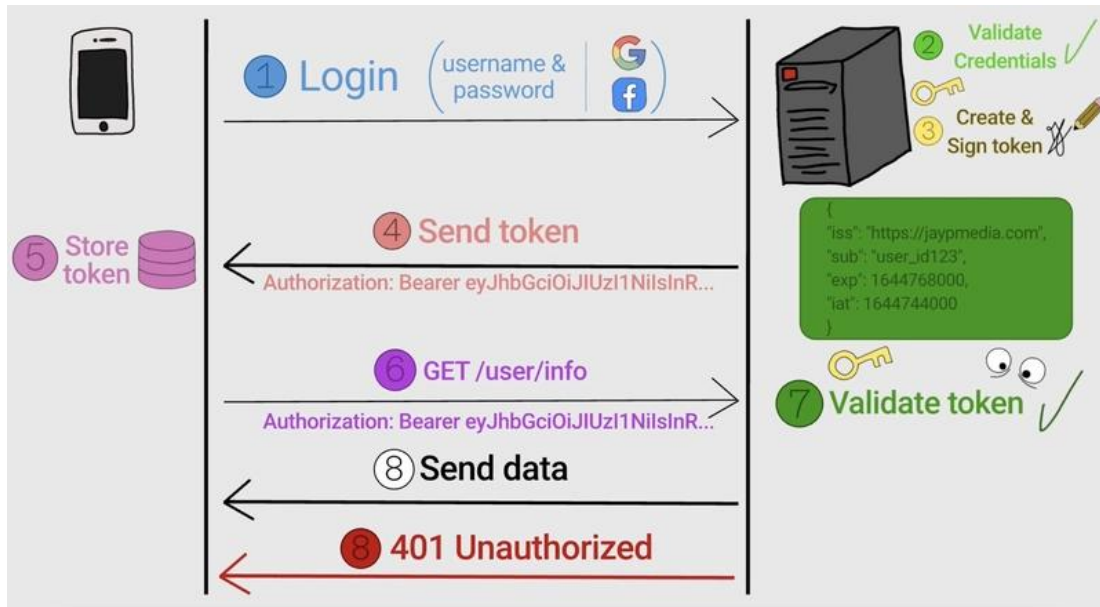 1 Login ( username &
password )
2 Validate
Credentials
3 Create &
Sign token
4 Send token
Authorization: Bearer eyJhbGciOiJIUzI1NiIsInR...
5 Store
token
{
"iss": "https://jaypmedia.com",
"sub": "user_id123",
"exp": 1644768000,
"iat": 1644744000
}
6 GET /user/info
Authorization: Bearer eyJhbGciOiJIUzI1NiIsInR...
7 Validate token
8 Send data
8 401 Unauthorized